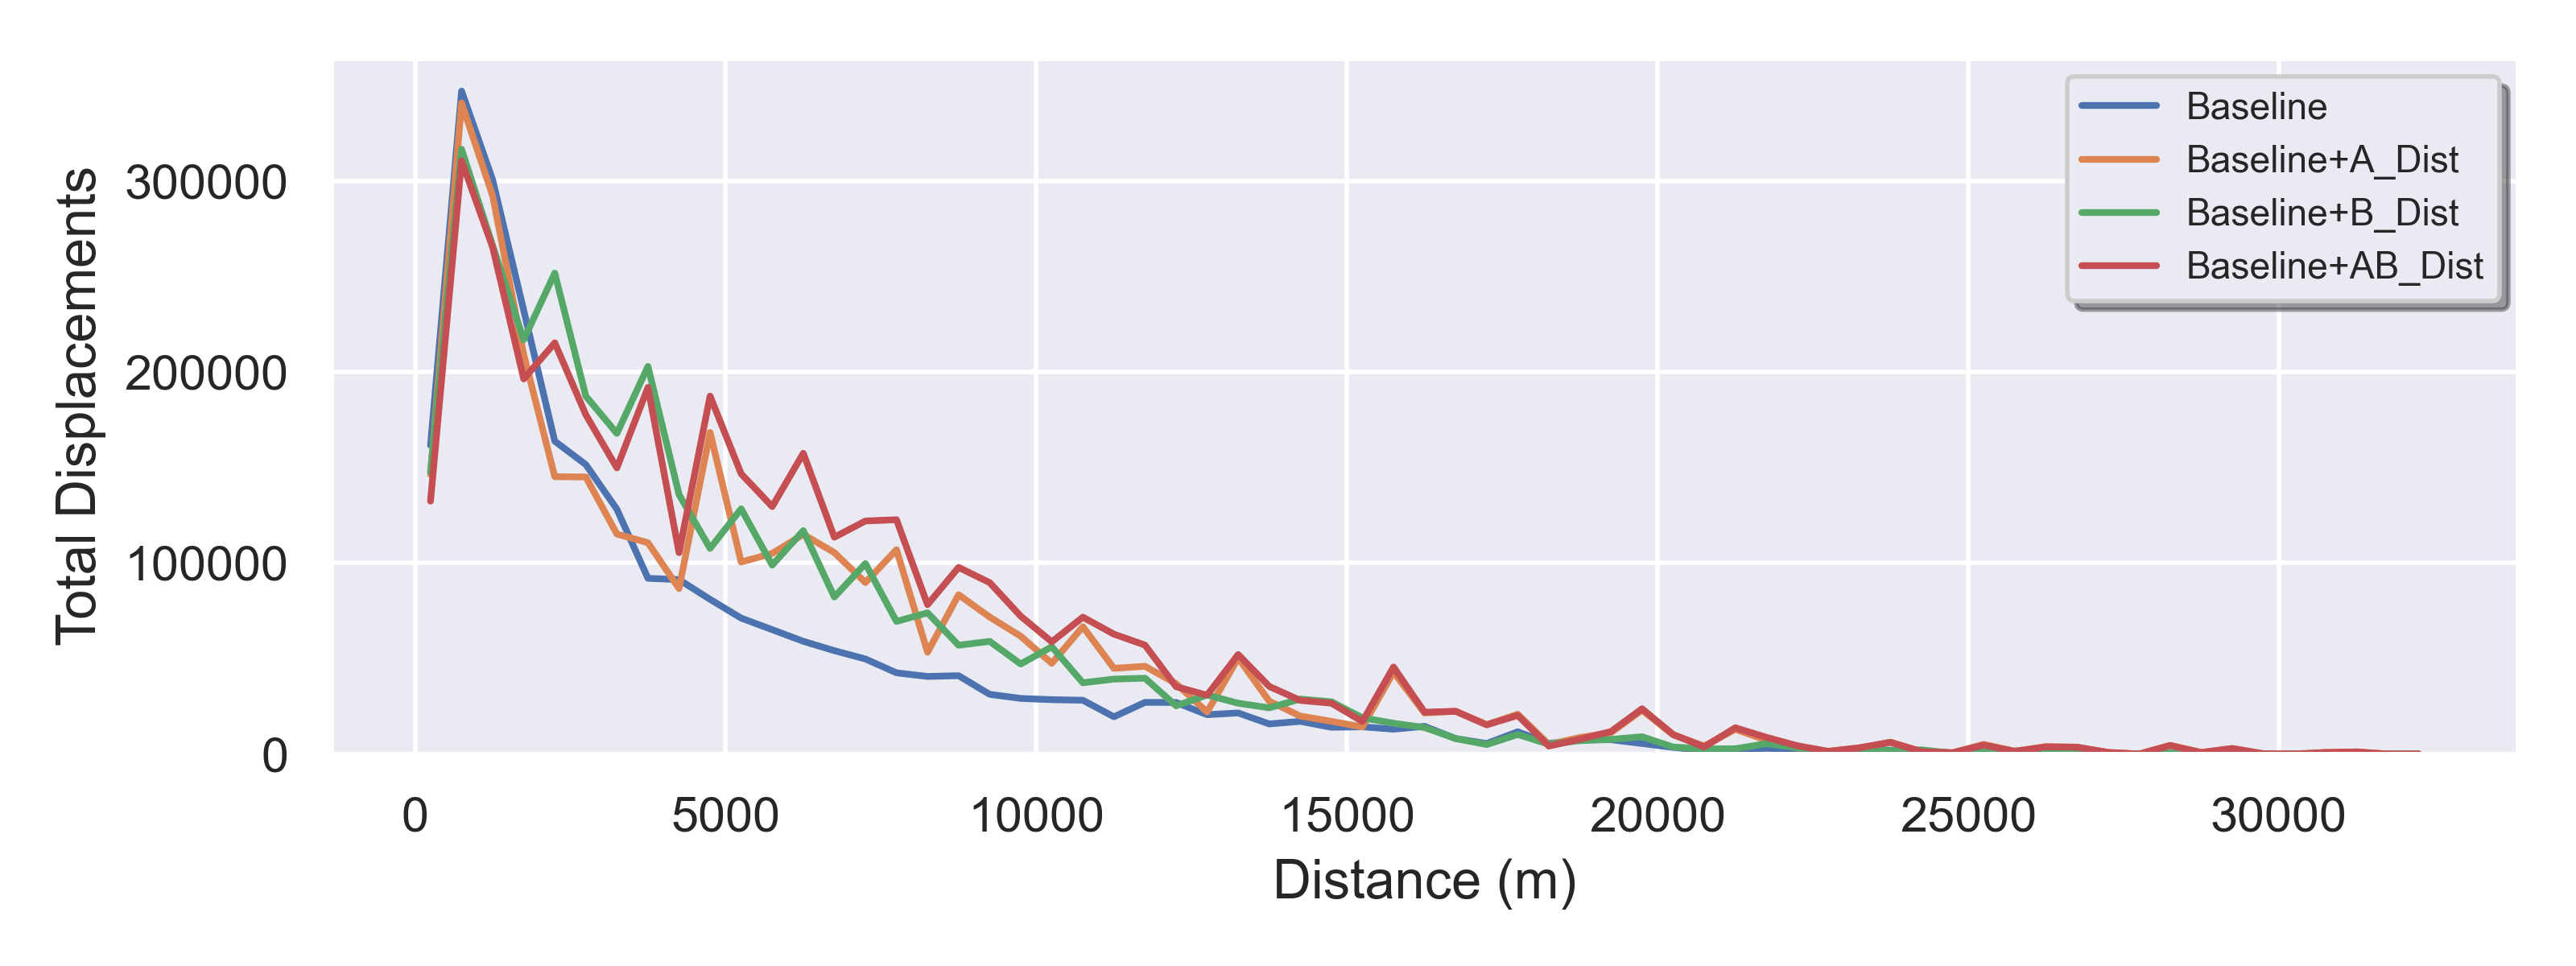 Total Displacements
300000
200000
100000
0
0 5000 10000 15000 20000 25000 30000
Distance (m)
Baseline
Baseline+A_Dist
Baseline+B_Dist
Baseline+AB_Dist